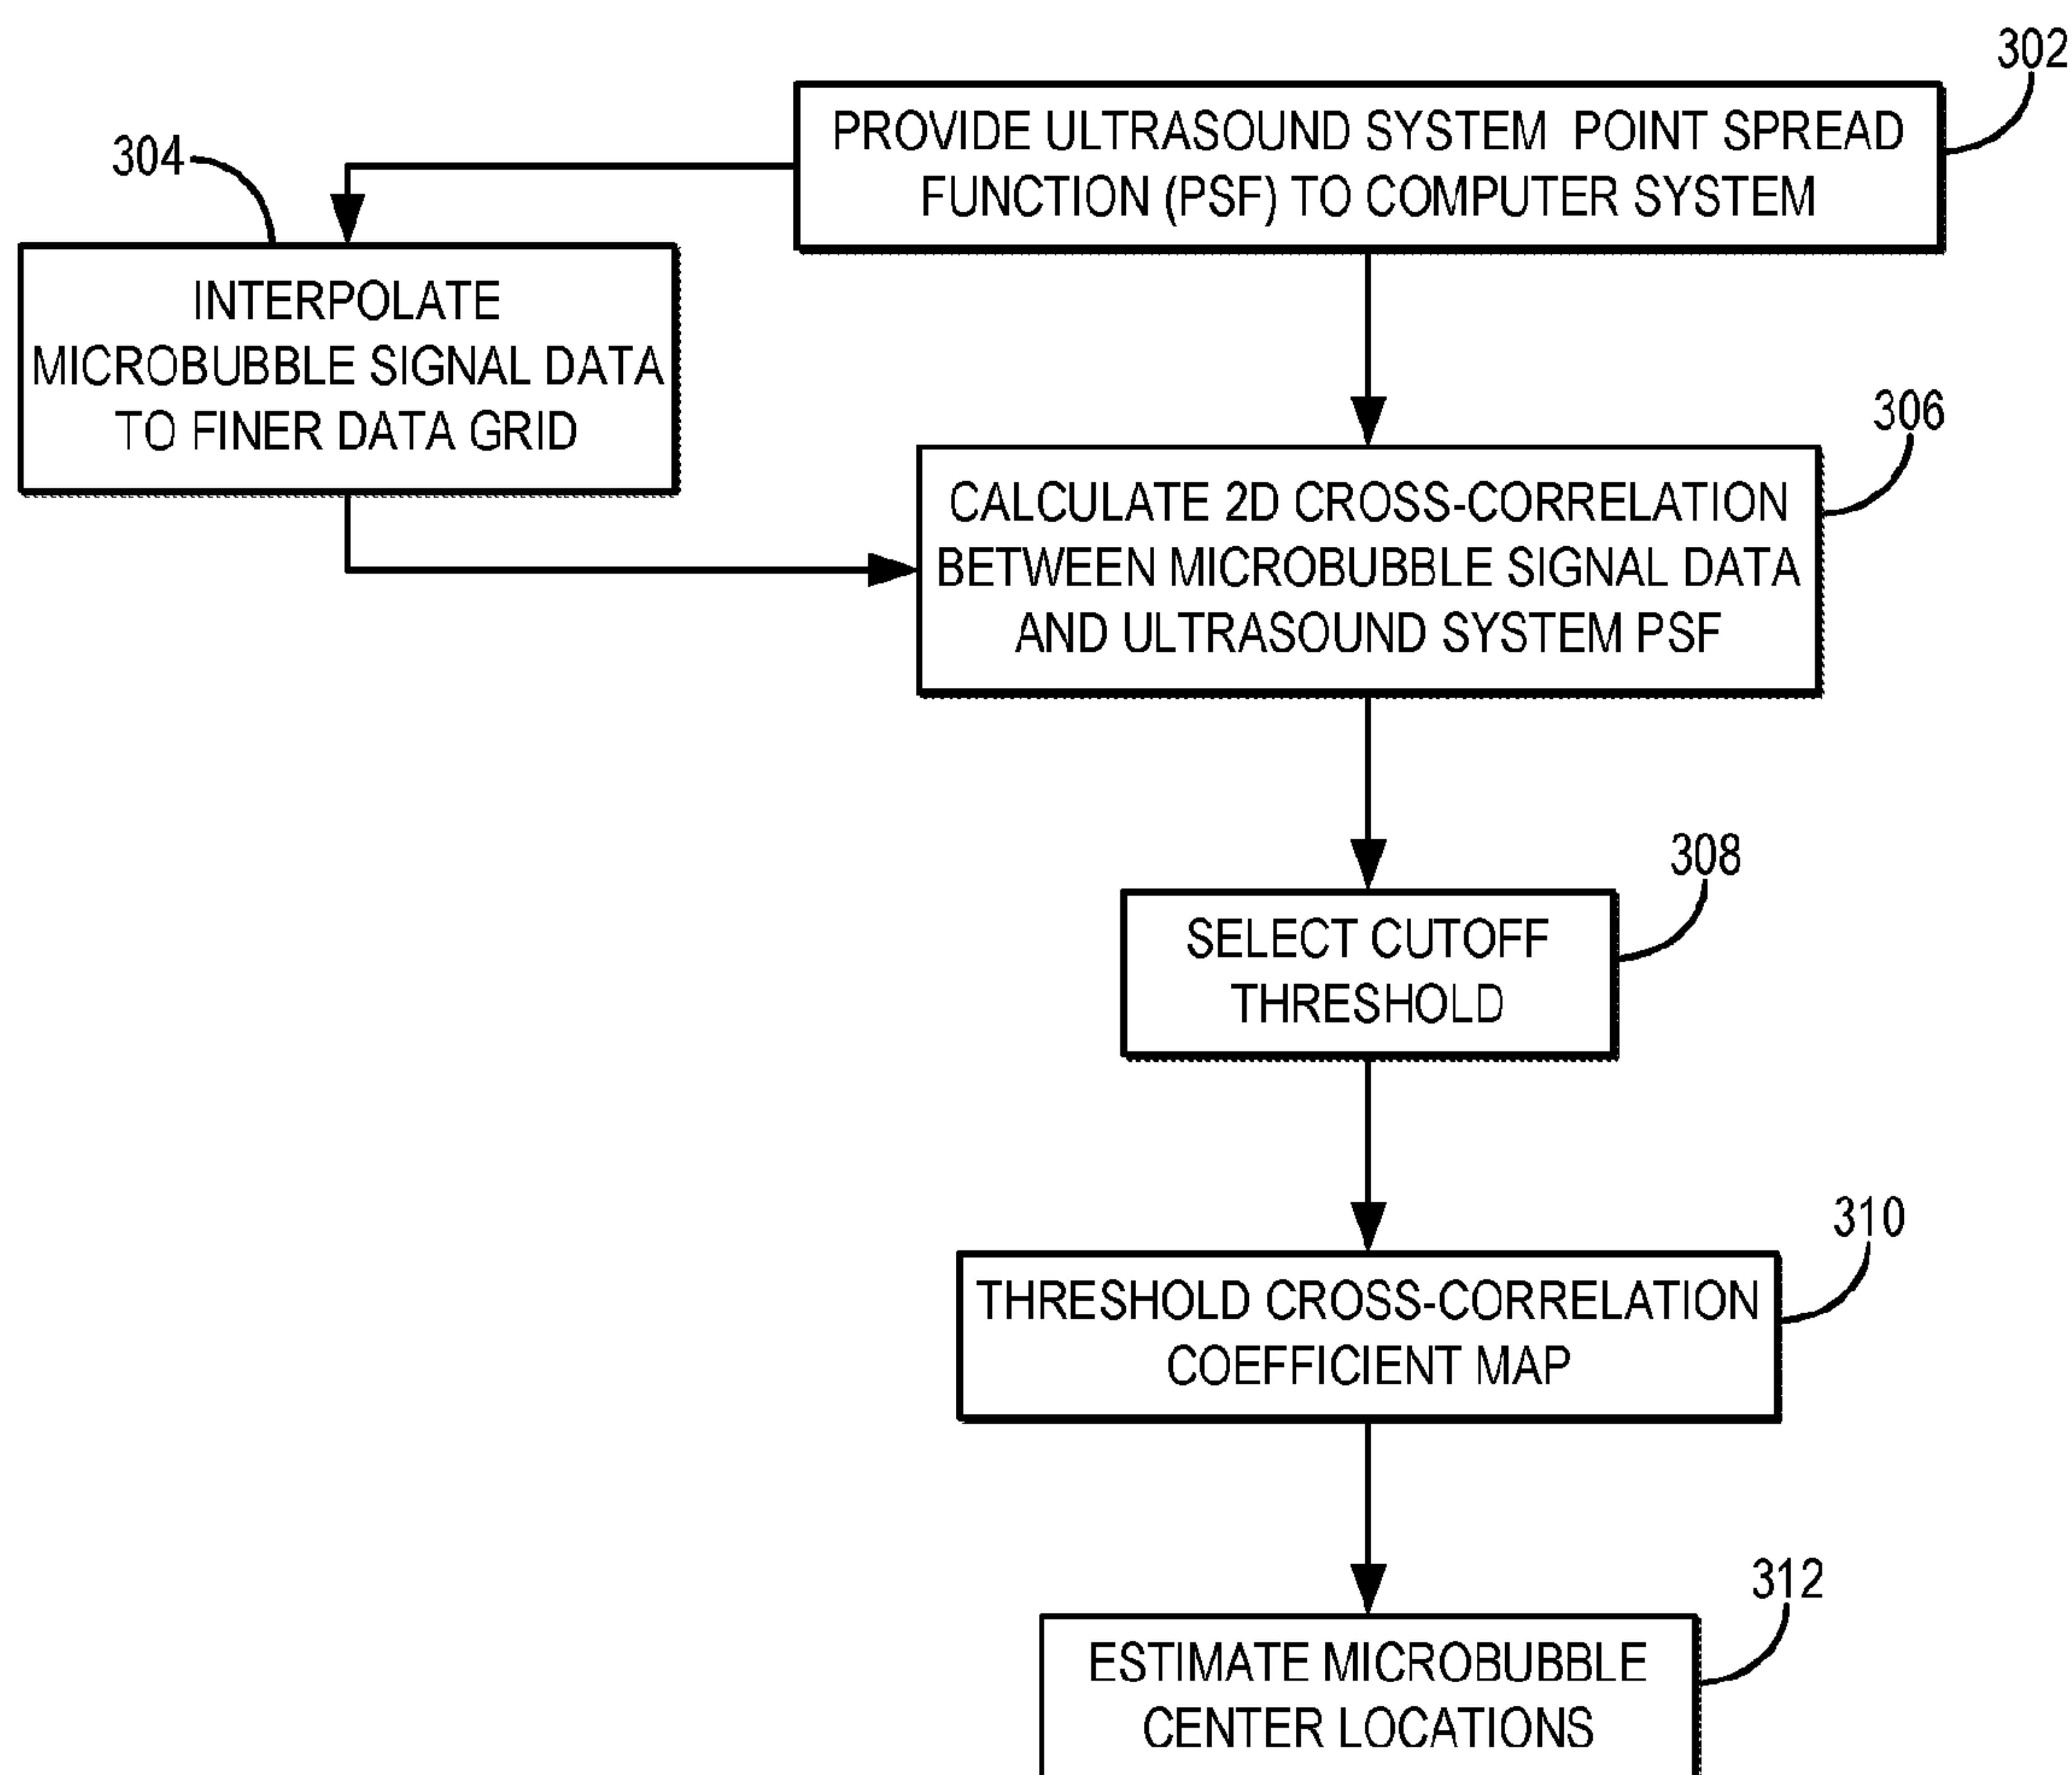 302
PROVIDE ULTRASOUND SYSTEM POINT SPREAD
FUNCTION (PSF) TO COMPUTER SYSTEM
304
INTERPOLATE
MICROBUBBLE SIGNAL DATA
TO FINER DATA GRID
306
CALCULATE 2D CROSS-CORRELATION
BETWEEN MICROBUBBLE SIGNAL DATA
AND ULTRASOUND SYSTEM PSF
308
SELECT CUTOFF
THRESHOLD
310
THRESHOLD CROSS-CORRELATION
COEFFICIENT MAP
312
ESTIMATE MICROBUBBLE
CENTER LOCATIONS